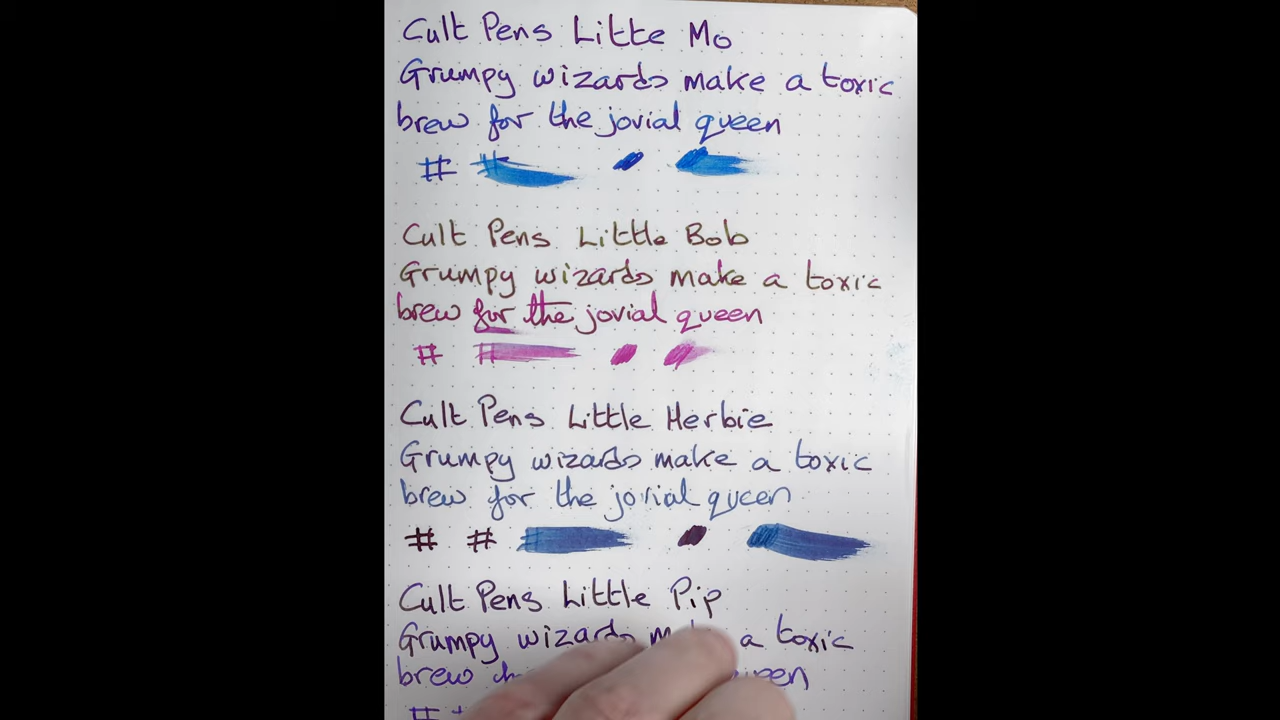 Cult Pens Litte Mo
Grumpy wizards make a toxic
brew for the jovial queen
# #
Cult Pens Little Bob
Grumpy wizards make a toxic
brew for the jovial queen
# #
Cult Pens Little Herbie
Grumpy wizards make a toxic
brew for the jovial queen
# #
Cult Pens Little Pip
Grumpy wizards a toxic
brew
#